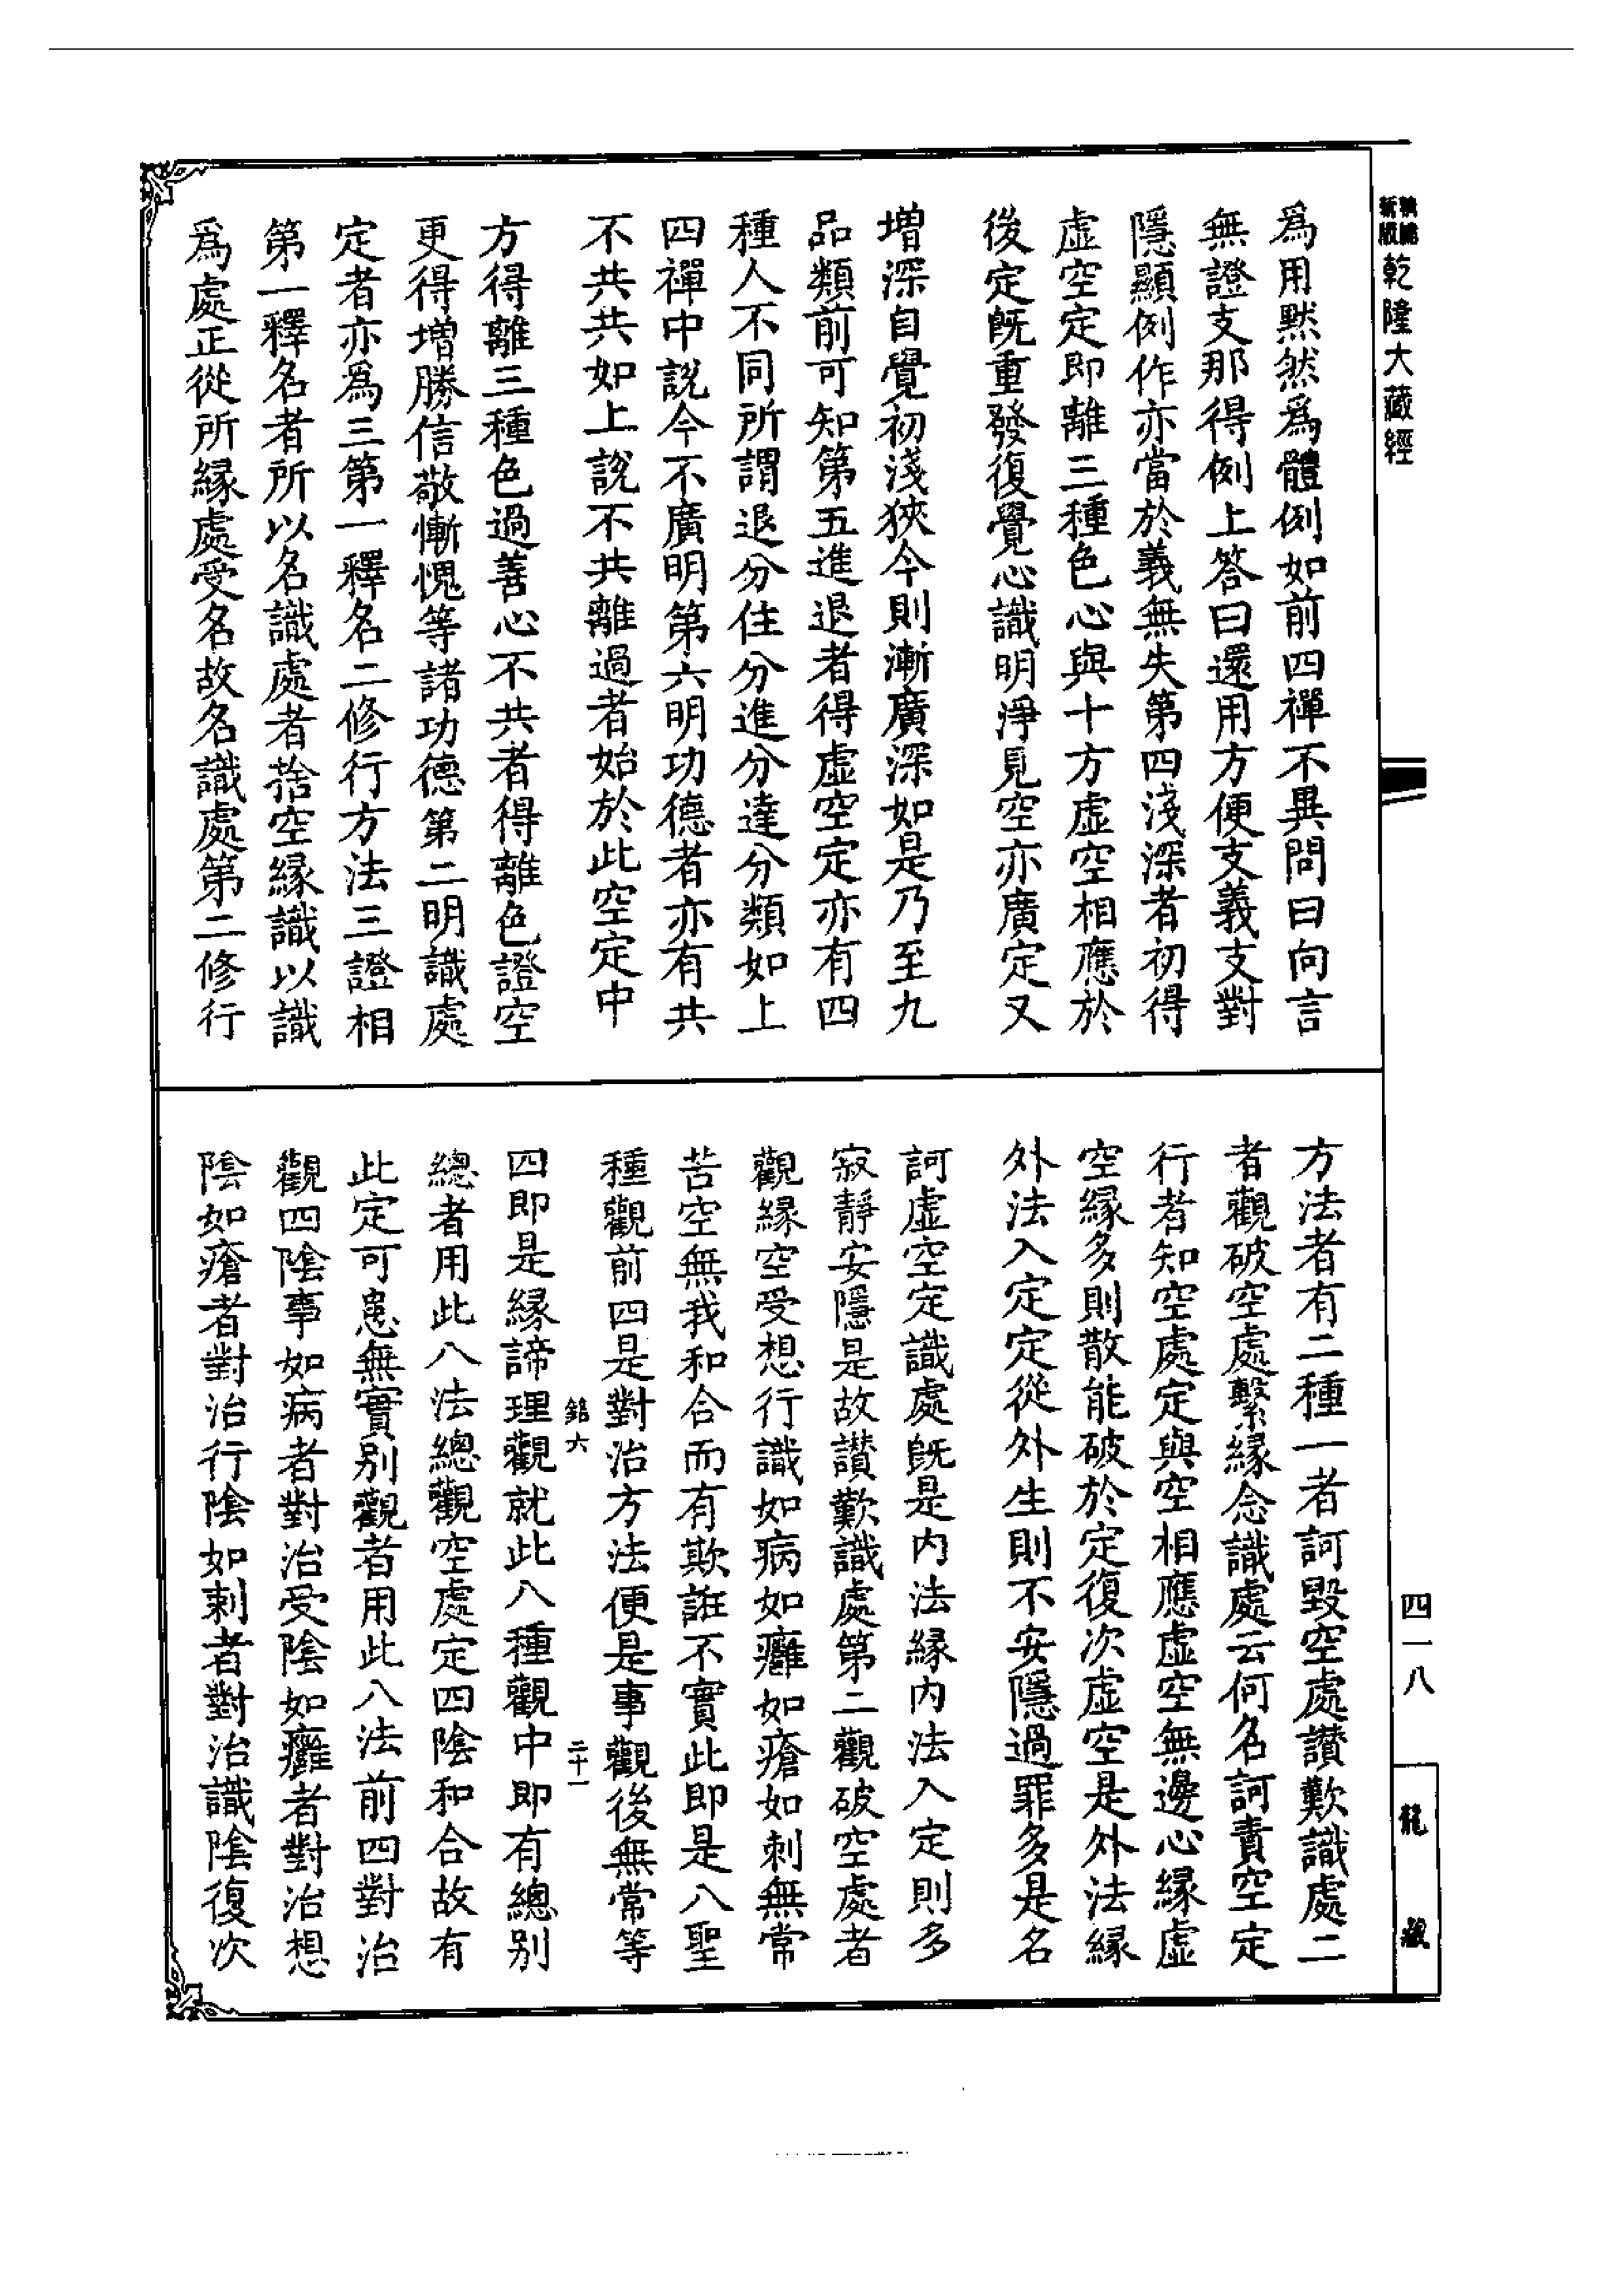 乾隆大藏經
爲用黙然爲體例如前四禪不異問曰向言
無證支那得例上答曰還用方便支義支對
隱顯例作亦當於義無失第四淺深者初得
虛空定即離三種色心與十方虛空相應於
後定旣重發復覺心識明淨見空亦廣定又
增深自覺初淺狹今則漸廣深如是乃至九
品類前可知第五進退者得虛空定亦有四
種人不同所謂退分住分進分達分類如上
四禪中說今不廣明第六明功德者亦有共
不共共如上說不共離過者始於此空定中
方得離三種色過善心不共者得離色證空
更得增勝信敬慚愧等諸功德第二明識處
定者亦爲三第一釋名二修行方法三證相
第一釋名者所以名識處者捨空緣識以識
爲處正從所緣處受名故名識處第二修行
方法者有二種一者訶毀空處讚歎識處二
者觀破空處繫緣念識處云何名訶責空定
行者知空處定與空相應虛空無邊心緣虛
空緣多則散能破於定復次虛空是外法緣
外法入定定從外生則不安隱過罪多是名
訶虛空定識處旣是内法緣内法入定則多
寂靜安隱是故讚歎識處第二觀破空處者
觀緣空受想行識如病如癰如瘡如刺無常
苦空無我和合而有欺誑不實此即是八聖
種觀前四是對治方法便是事觀後無常等
二十一
四即是緣諦理觀就此八種觀中即有總別
總者用此八法總觀空處定四陰和合故有
此定可患無實別觀者用此八法前四對治
觀四陰事如病者對治受陰如癰者對治想
陰如瘡者對治行陰如刺者對治識陰復次
四一八
龍藏